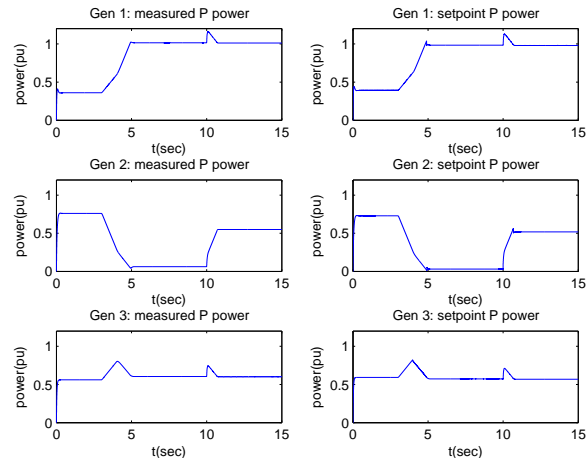 Gen 1: measured P power
Gen 1: setpoint P power
power(pu)
1
0.5
0
0 5 10 15
t(sec)
power(pu)
1
0.5
0
0 5 10 15
t(sec)
Gen 2: measured P power
Gen 2: setpoint P power
power(pu)
1
0.5
0
0 5 10 15
t(sec)
power(pu)
1
0.5
0
0 5 10 15
t(sec)
Gen 3: measured P power
Gen 3: setpoint P power
power(pu)
1
0.5
0
0 5 10 15
t(sec)
power(pu)
1
0.5
0
0 5 10 15
t(sec)